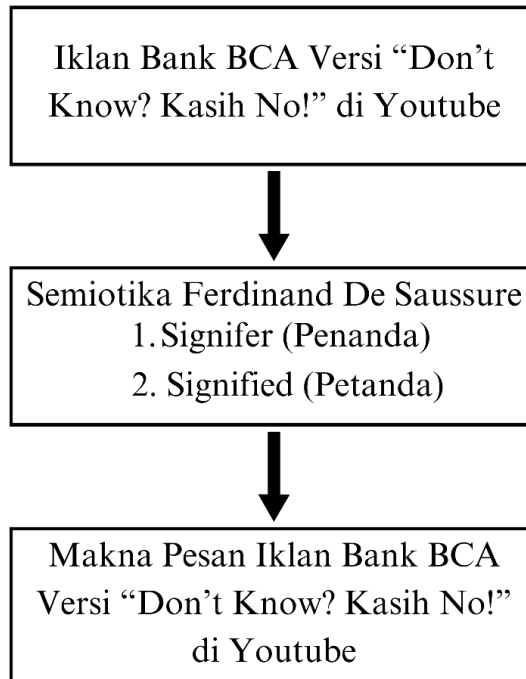 Iklan Bank BCA Versi “Don’t
Know? Kasih No!” di Youtube
Semiotika Ferdinand De Saussure
1. Signifer (Penanda)
2. Signified (Petanda)
Makna Pesan Iklan Bank BCA
Versi “Don’t Know? Kasih No!”
di Youtube